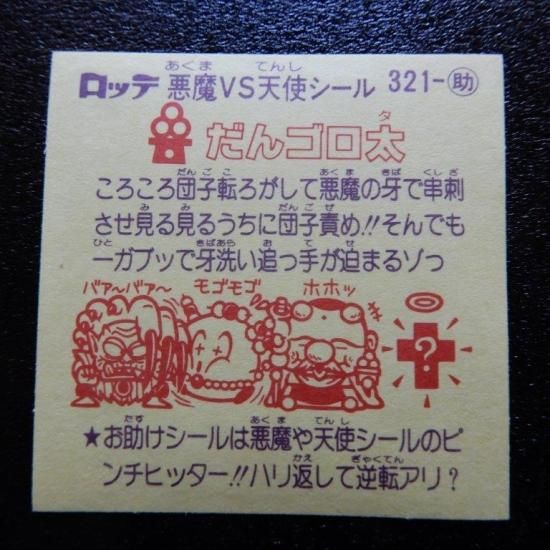 ロッテ 悪魔VS天使シール 321-助
だんゴロ太
ころころ団子転ろがして悪魔の牙で串刺
させ見る見るうちに団子責め!!そんでも
一ガブッで牙洗い追っ手が迫まるゾっ
バァ〜バァ〜 モゴモゴ ホホッ
?
★お助けシールは悪魔や天使シールのピ
ンチヒッター!!ハリ返して逆転アリ?